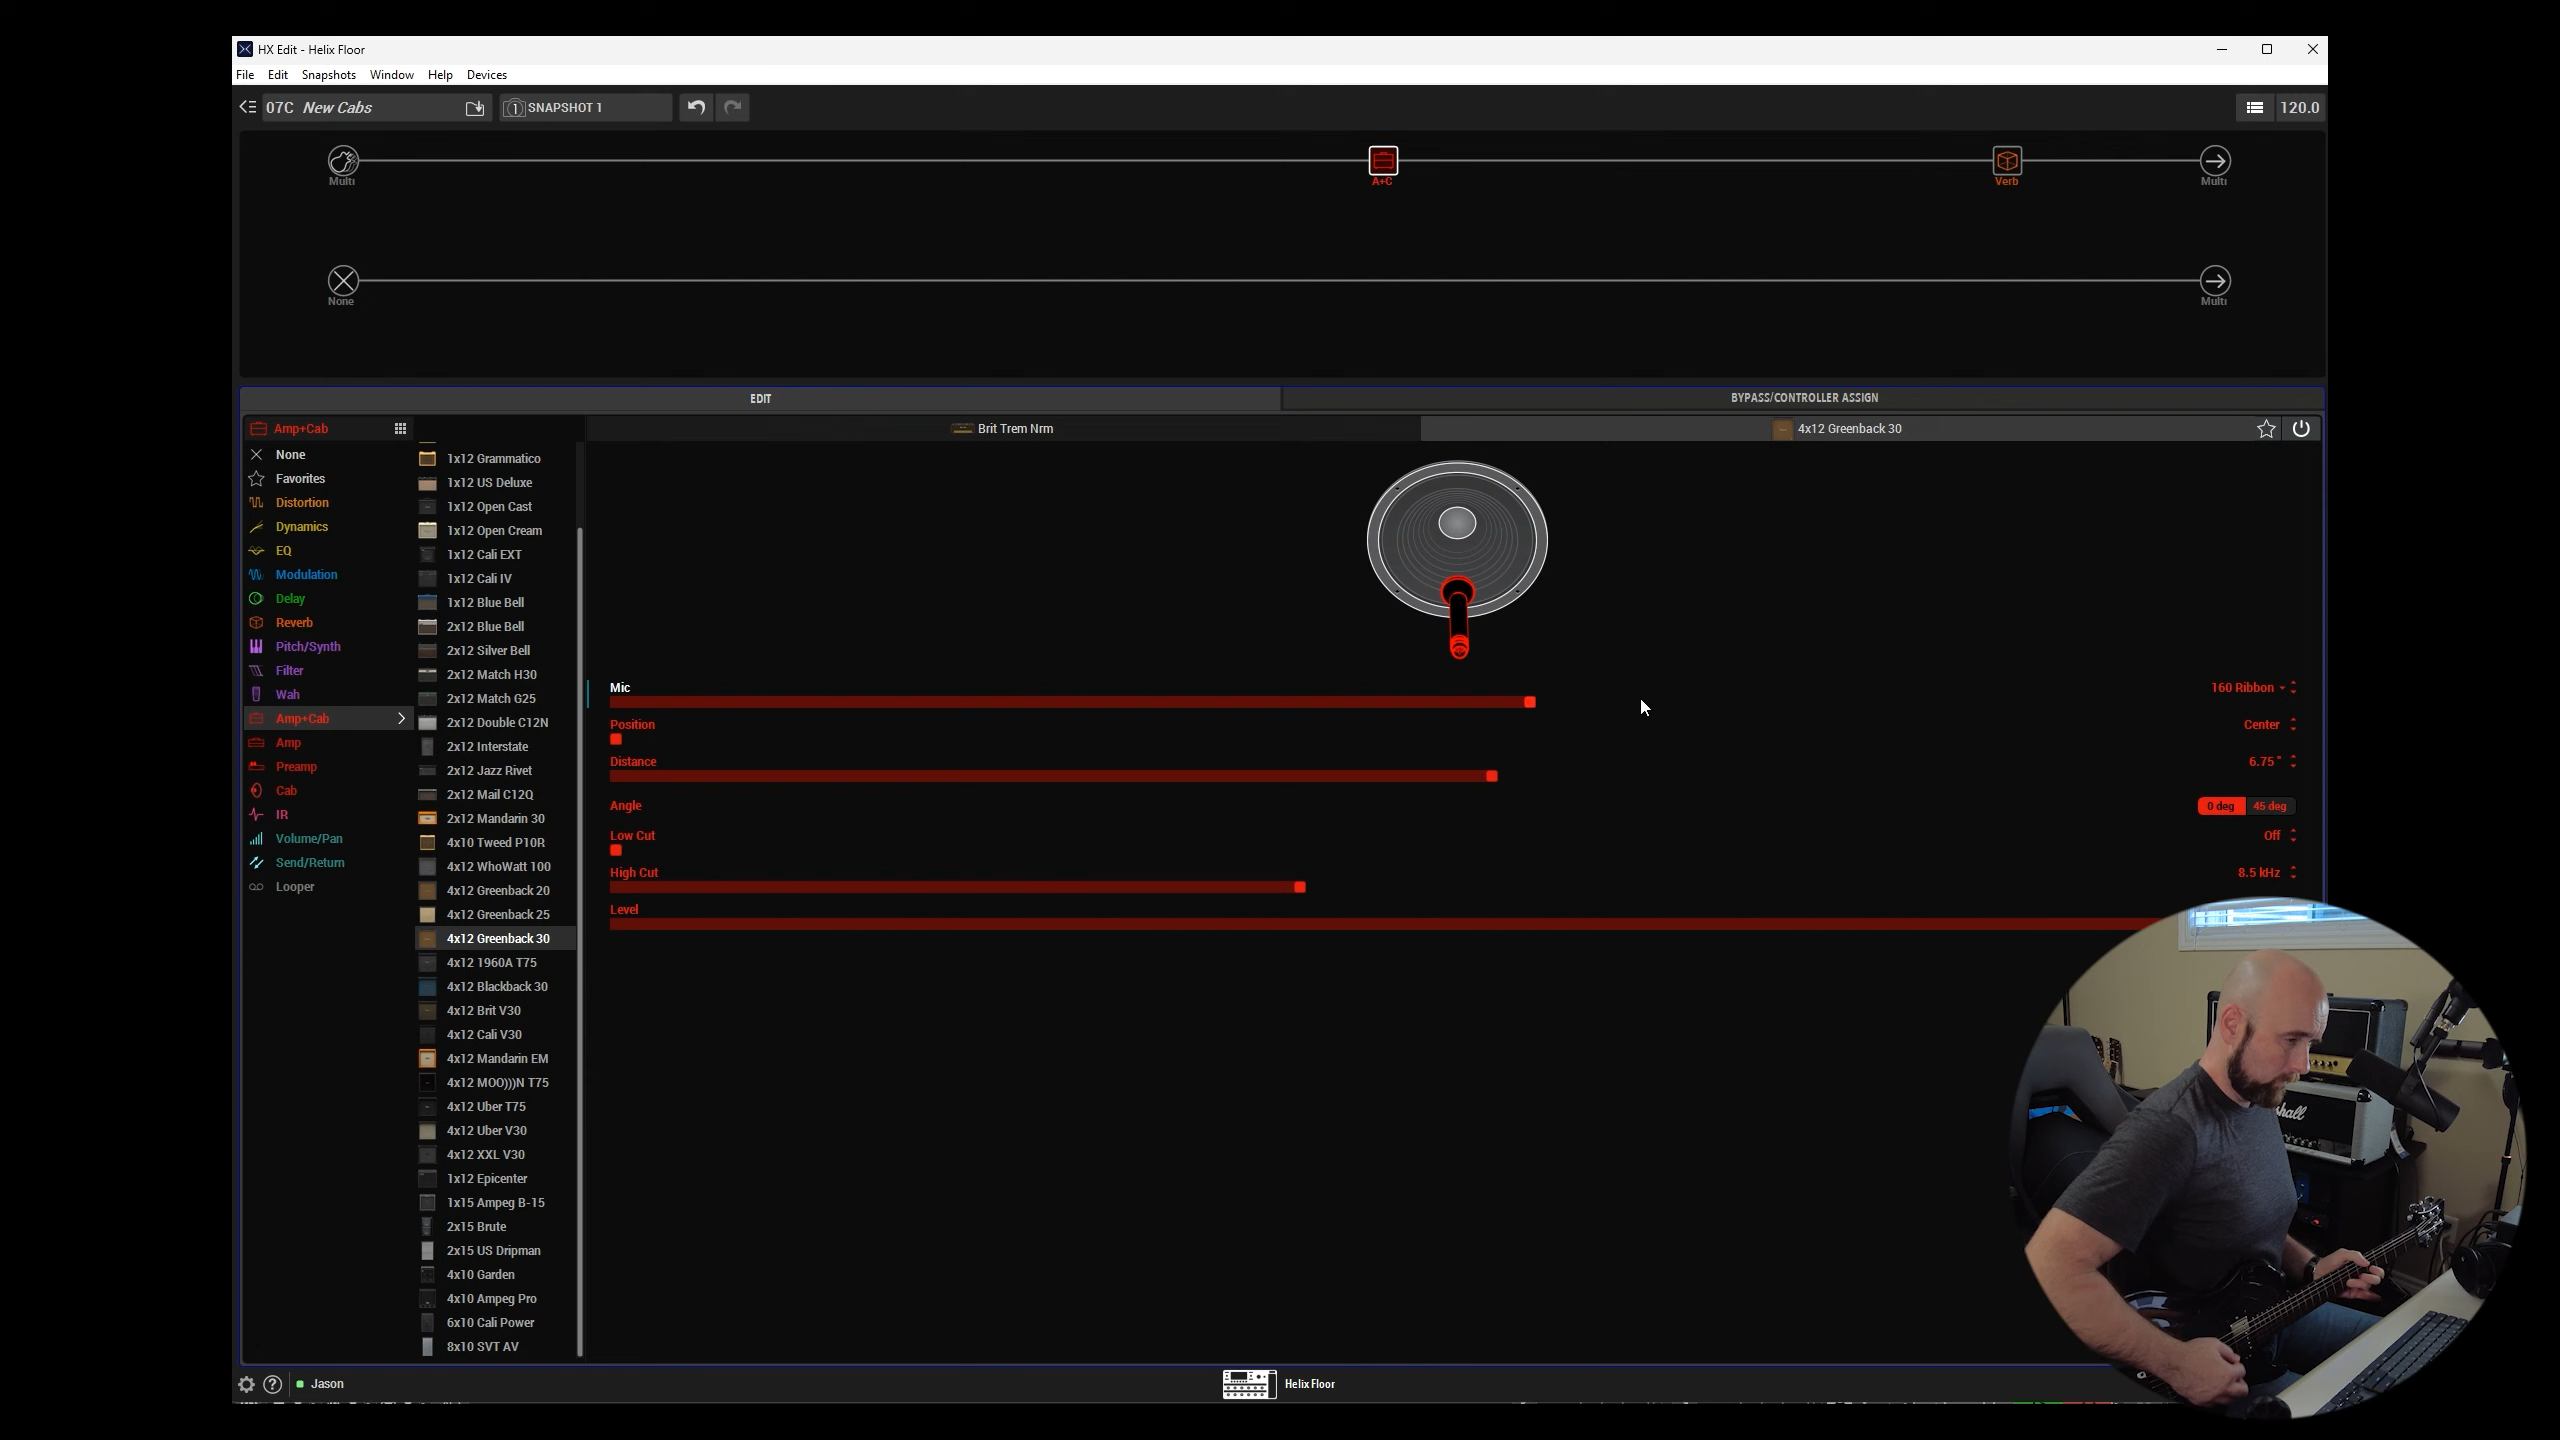 HX Edit - Helix Floor
File Edit Snapshots Window Help Devices
07C New Cabs 1 SNAPSHOT 1 120.0
Multi A+C Verb Multi
None Multi
EDIT BYPASS/CONTROLLER ASSIGN
Amp+Cab Brit Trem Nrm 4x12 Greenback 30
None
Favorites
Distortion
Dynamics
EQ
Modulation
Delay
Reverb
Pitch/Synth
Filter
Wah
Amp+Cab
Amp
Preamp
Cab
IR
Volume/Pan
Send/Return
Looper
1x12 Grammatico
1x12 US Deluxe
1x12 Open Cast
1x12 Open Cream
1x12 Cali EXT
1x12 Cali IV
1x12 Blue Bell
2x12 Blue Bell
2x12 Silver Bell
2x12 Match H30
2x12 Match G25
2x12 Double C12N
2x12 Interstate
2x12 Jazz Rivet
2x12 Mail C12Q
2x12 Mandarin 30
4x10 Tweed P10R
4x12 WhoWatt 100
4x12 Greenback 20
4x12 Greenback 25
4x12 Greenback 30
4x12 1960A T75
4x12 Blackback 30
4x12 Brit V30
4x12 Cali V30
4x12 Mandarin EM
4x12 MOO)))N T75
4x12 Uber T75
4x12 Uber V30
4x12 XXL V30
1x12 Epicenter
1x15 Ampeg B-15
2x15 Brute
2x15 US Dripman
4x10 Garden
4x10 Ampeg Pro
6x10 Cali Power
8x10 SVT AV
Mic 160 Ribbon
Position Center
Distance 6.75"
Angle 0 deg 45 deg
Low Cut Off
High Cut 8.5 kHz
Level
Jason Helix Floor